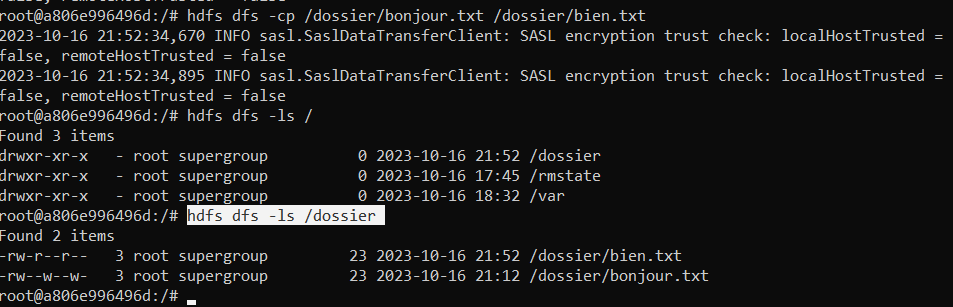 false, remoteHostTrusted = false
root@a806e996496d:/# hdfs dfs -cp /dossier/bonjour.txt /dossier/bien.txt
2023-10-16 21:52:34,670 INFO sasl.SaslDataTransferClient: SASL encryption trust check: localHostTrusted =
false, remoteHostTrusted = false
2023-10-16 21:52:34,895 INFO sasl.SaslDataTransferClient: SASL encryption trust check: localHostTrusted =
false, remoteHostTrusted = false
root@a806e996496d:/# hdfs dfs -ls /
Found 3 items
drwxr-xr-x   - root supergroup          0 2023-10-16 21:52 /dossier
drwxr-xr-x   - root supergroup          0 2023-10-16 17:45 /rmstate
drwxr-xr-x   - root supergroup          0 2023-10-16 18:32 /var
root@a806e996496d:/# hdfs dfs -ls /dossier
Found 2 items
-rw-r--r--   3 root supergroup         23 2023-10-16 21:52 /dossier/bien.txt
-rw--w--w-   3 root supergroup         23 2023-10-16 21:12 /dossier/bonjour.txt
root@a806e996496d:/#